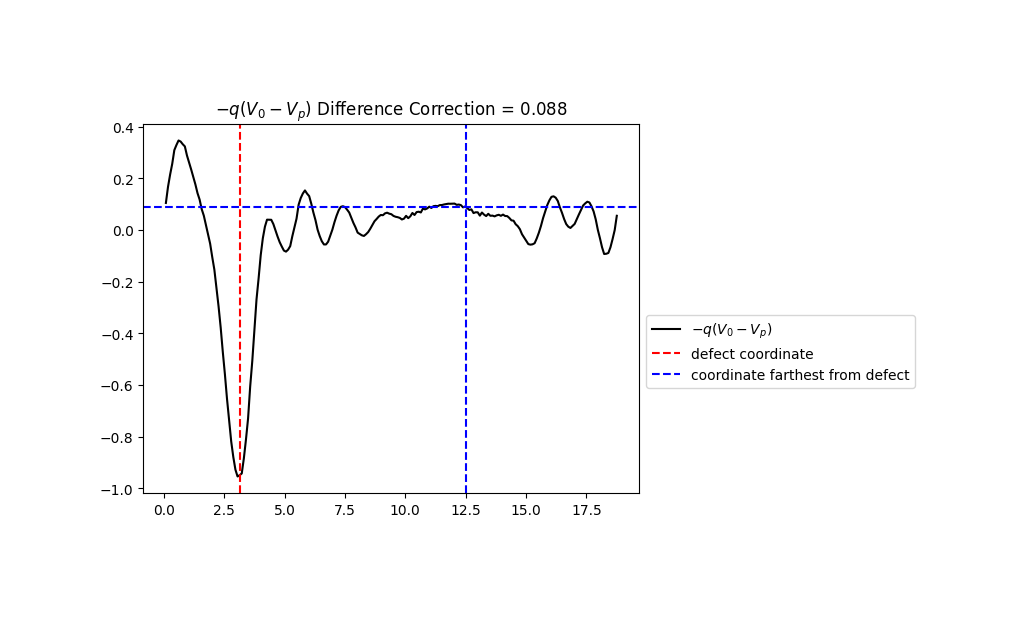 −q(V₀ − Vₚ) Difference Correction = 0.088
0.4
0.2
0.0
−0.2
−0.4
−0.6
−0.8
−1.0
0.0 2.5 5.0 7.5 10.0 12.5 15.0 17.5
−q(V₀ − Vₚ)
defect coordinate
coordinate farthest from defect